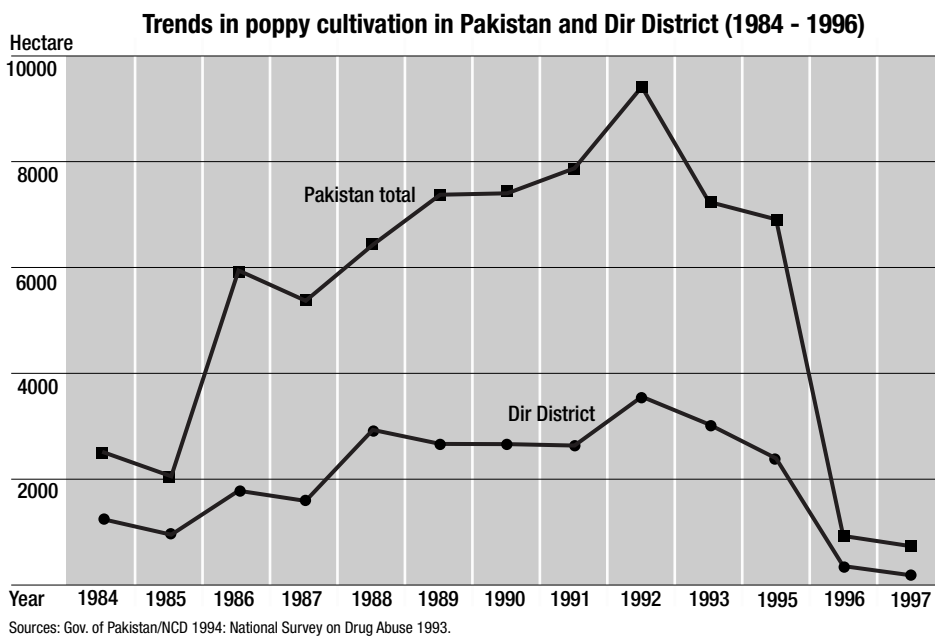 Trends in poppy cultivation in Pakistan and Dir District (1984 - 1996)
Hectare
10000
8000
Pakistan total
6000
4000
Dir District
2000
Year 1984 1985 1986 1987 1988 1989 1990 1991 1992 1993 1995 1996 1997
Sources: Gov. of Pakistan/NCD 1994: National Survey on Drug Abuse 1993.